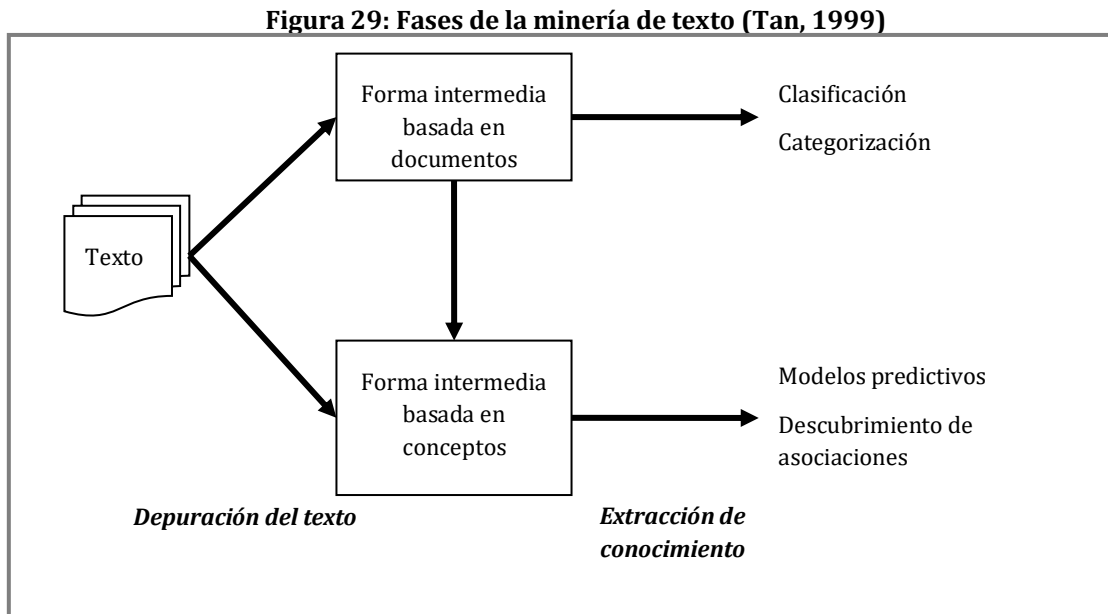 Figura 29: Fases de la minería de texto (Tan, 1999)
Forma intermedia
basada en
documentos
Clasificación
Categorización
Texto
Forma intermedia
basada en
conceptos
Modelos predictivos
Descubrimiento de
asociaciones
Depuración del texto
Extracción de
conocimiento